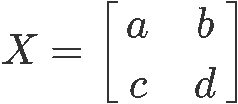 X = [ a b
c d ]